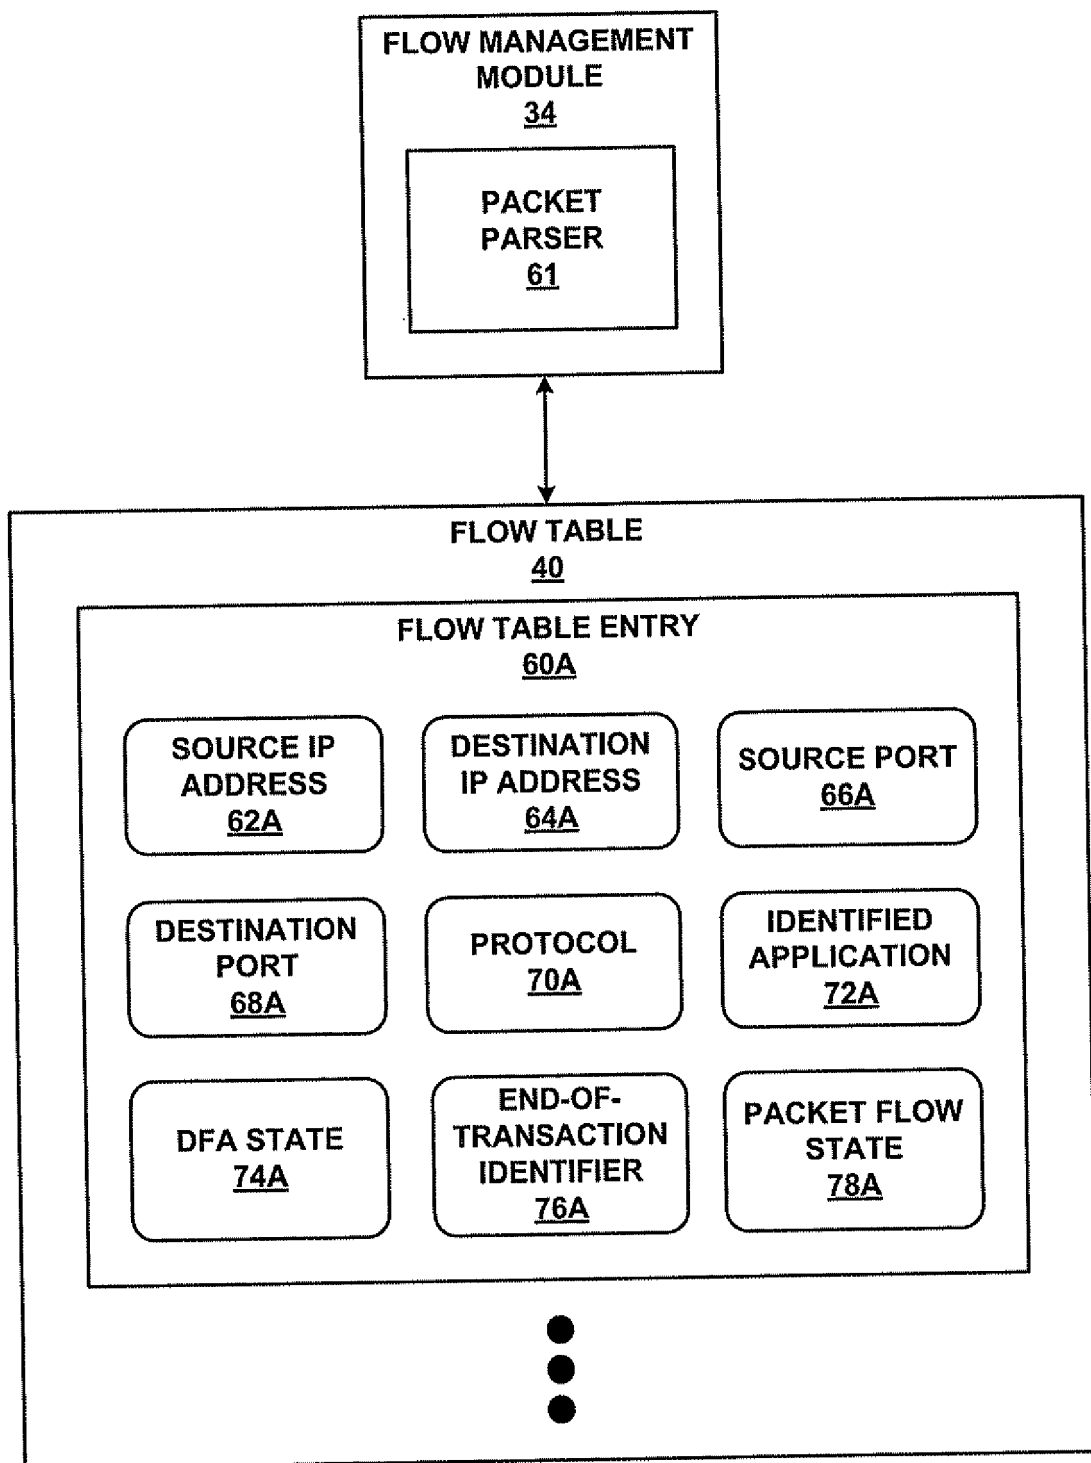 FLOW MANAGEMENT
MODULE
34
PACKET
PARSER
61
FLOW TABLE
40
FLOW TABLE ENTRY
60A
SOURCE IP
ADDRESS
62A
DESTINATION
IP ADDRESS
64A
SOURCE PORT
66A
DESTINATION
PORT
68A
PROTOCOL
70A
IDENTIFIED
APPLICATION
72A
DFA STATE
74A
END-OF-
TRANSACTION
IDENTIFIER
76A
PACKET FLOW
STATE
78A